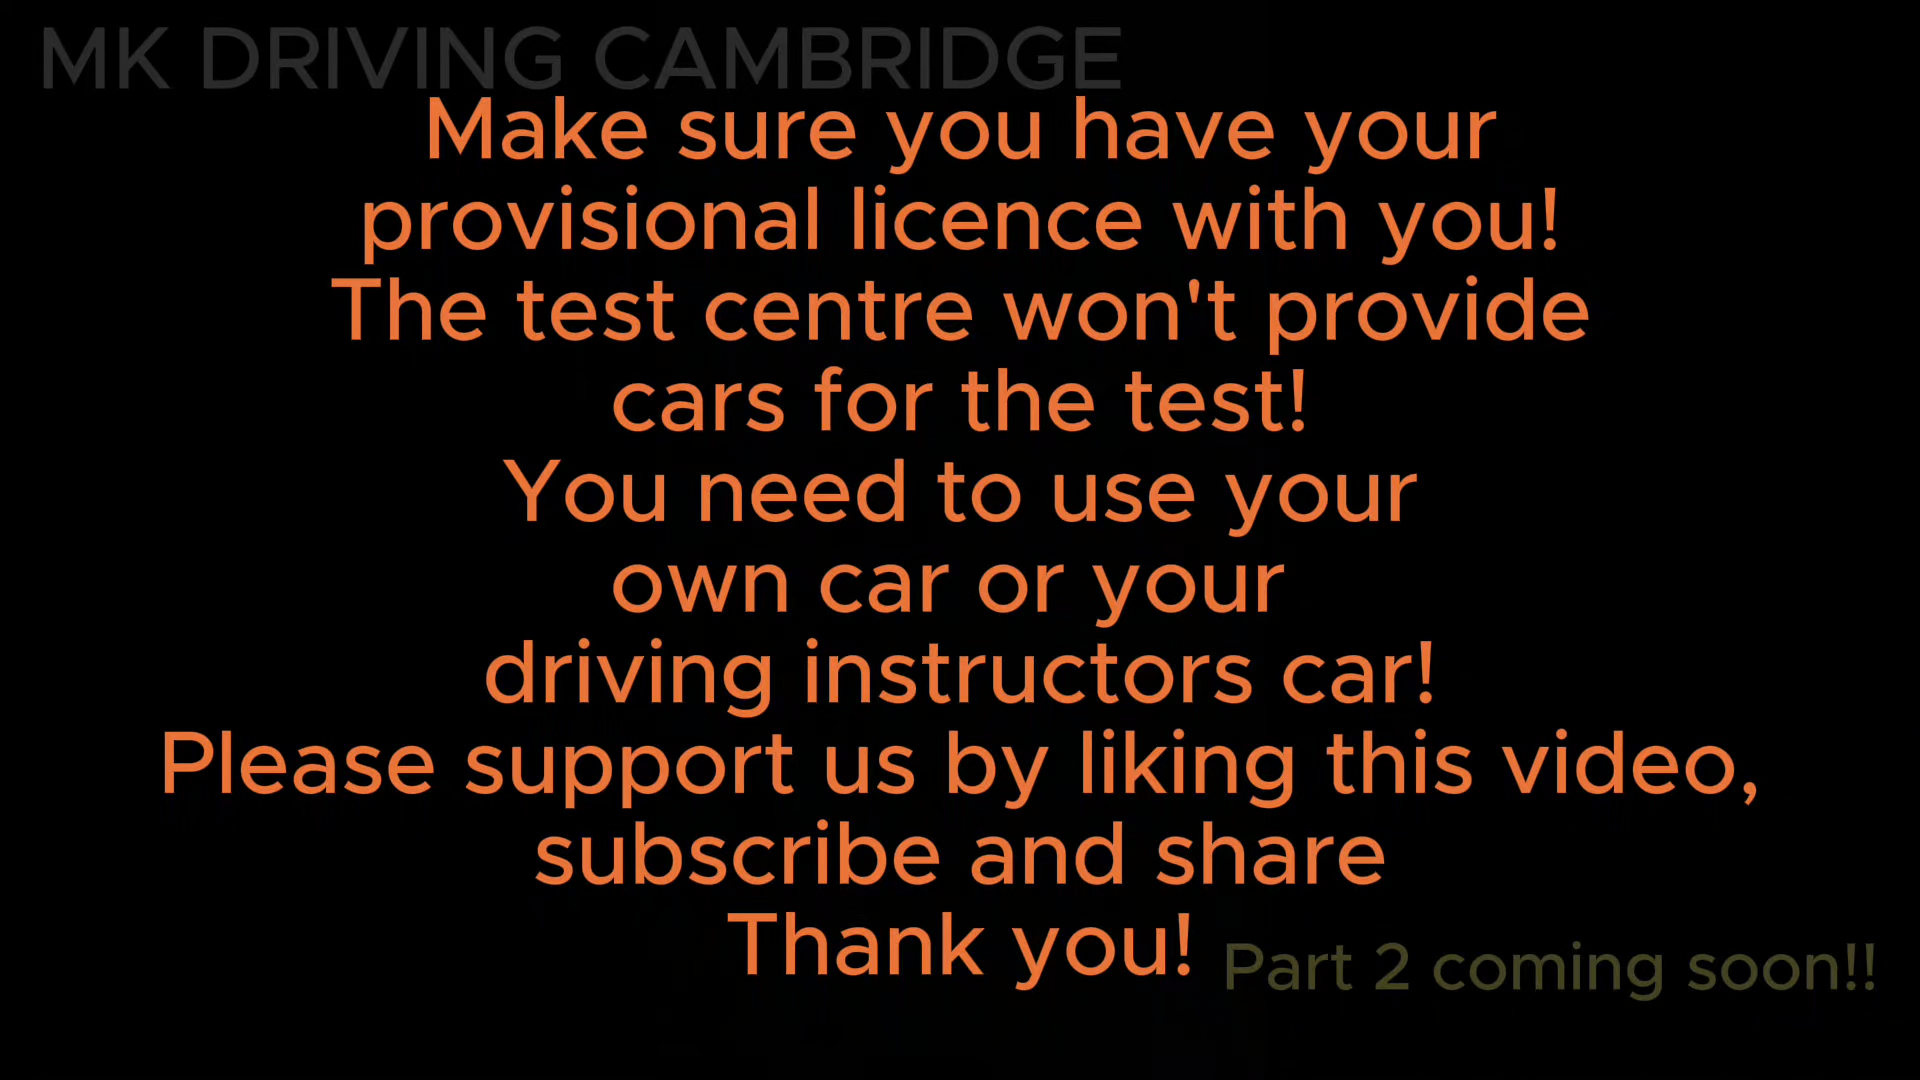 MK DRIVING CAMBRIDGE
Make sure you have your
provisional licence with you!
The test centre won't provide
cars for the test!
You need to use your
own car or your
driving instructors car!
Please support us by liking this video,
subscribe and share
Thank you!
Part 2 coming soon!!